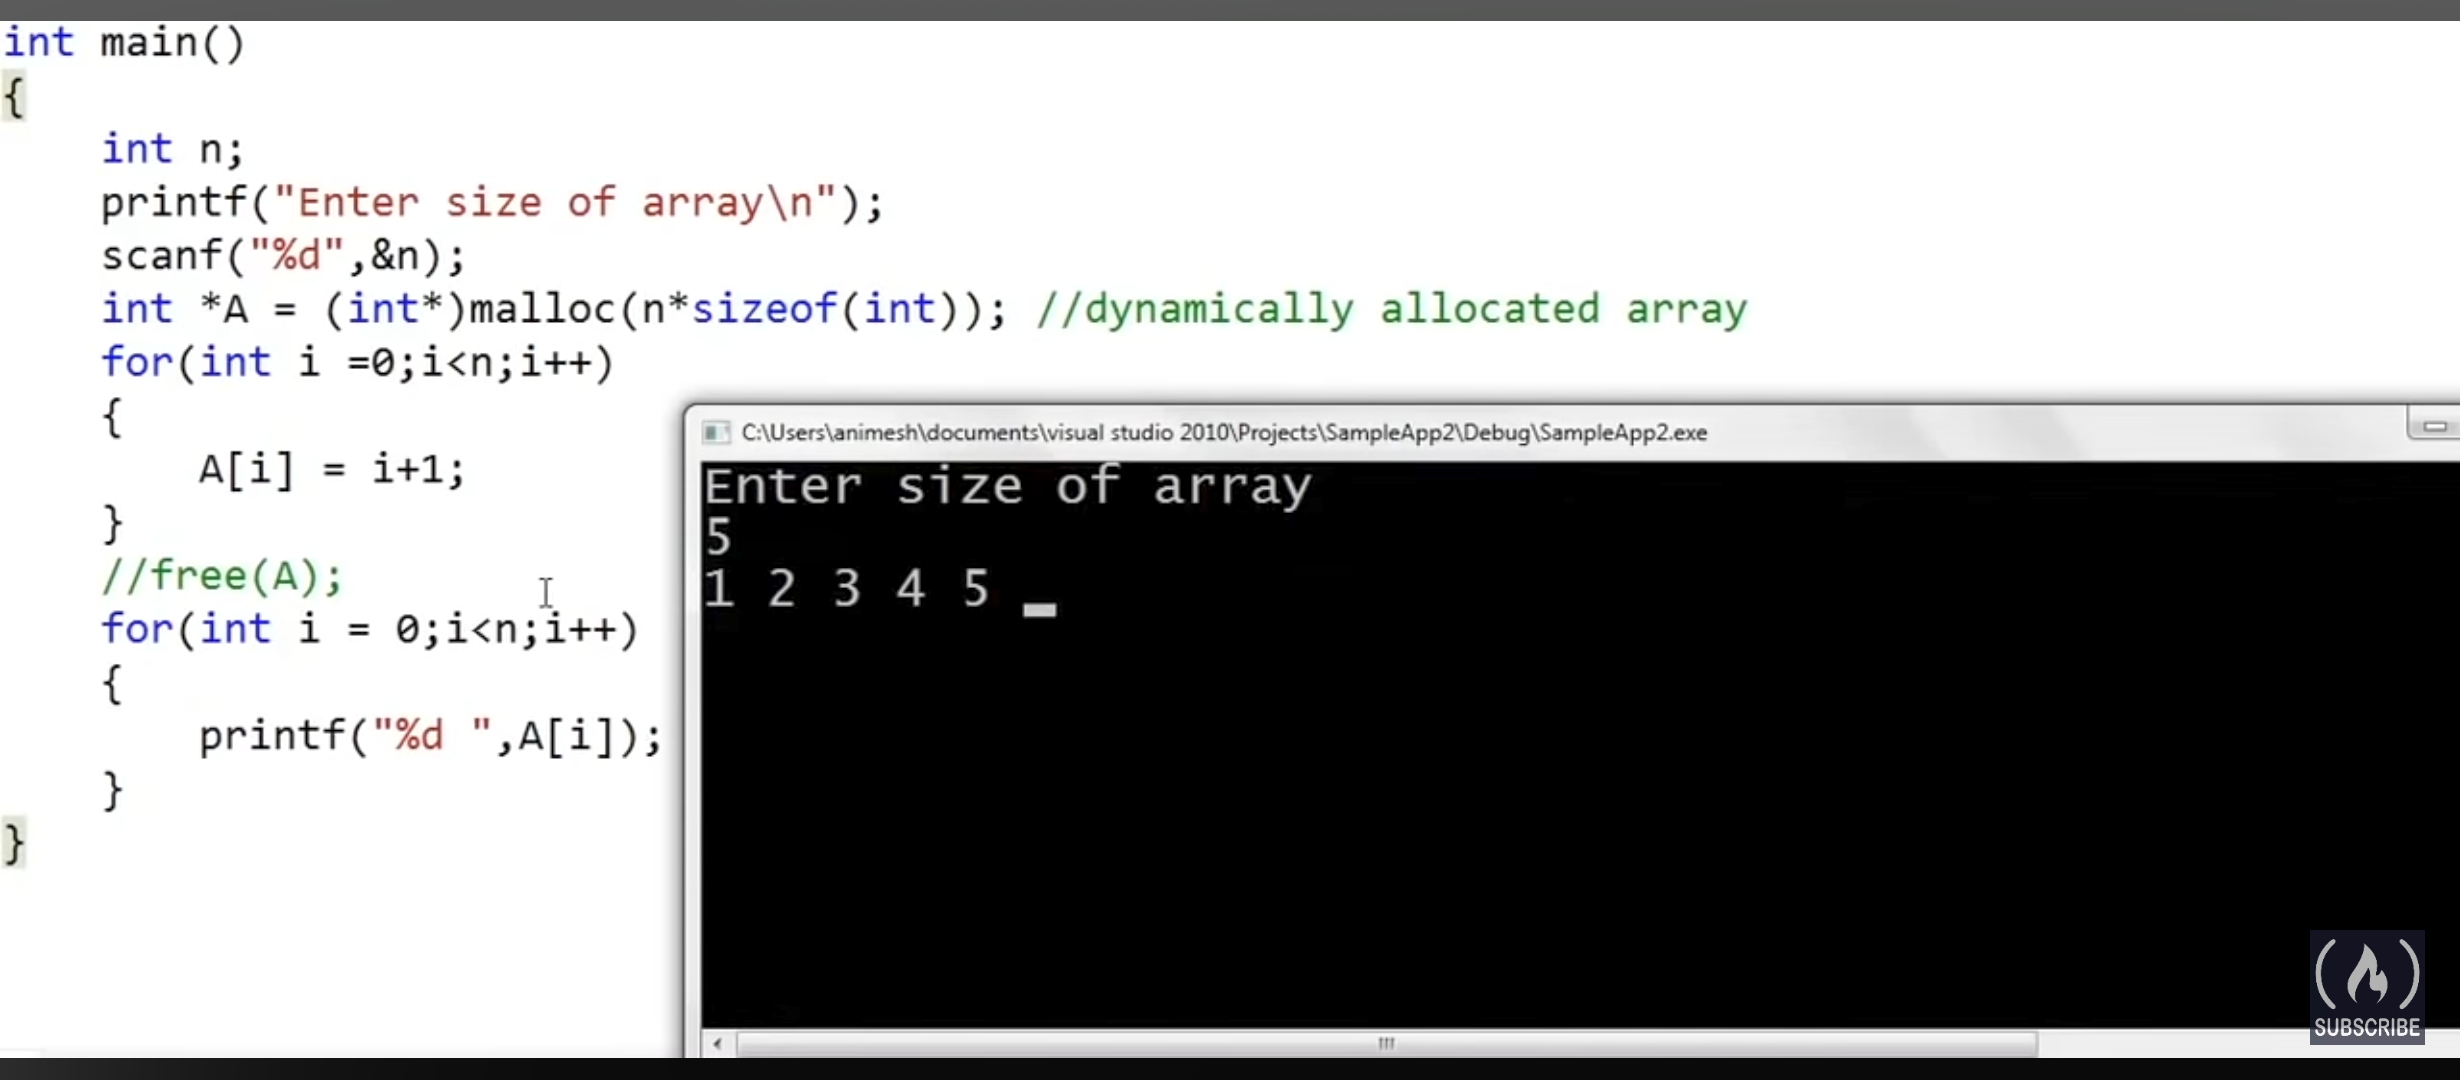 int main()
{
int n;
printf("Enter size of array\n");
scanf("%d",&n);
int *A = (int*)malloc(n*sizeof(int)); //dynamically allocated array
for(int i =0;i<n;i++)
{
A[i] = i+1;
}
//free(A);
for(int i = 0;i<n;i++)
{
printf("%d ",A[i]);
}
}
C:\Users\animesh\documents\visual studio 2010\Projects\SampleApp2\Debug\SampleApp2.exe
Enter size of array
5
1 2 3 4 5
SUBSCRIBE